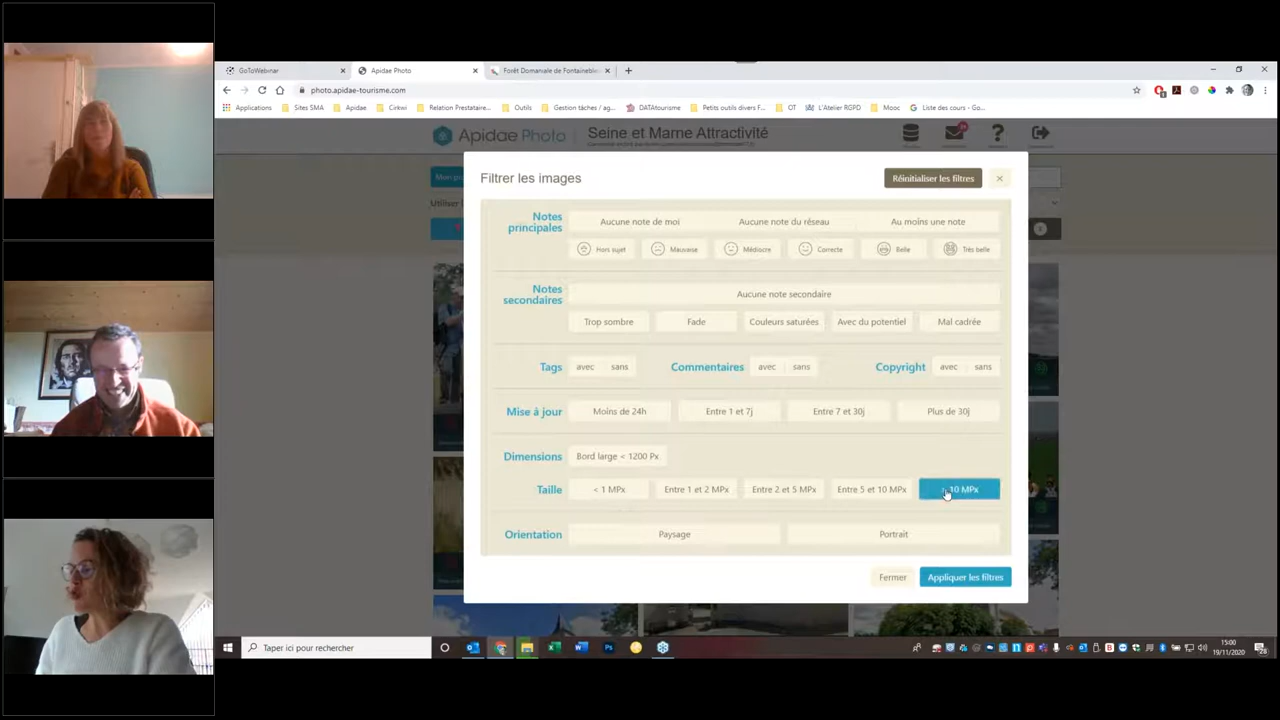 GoToWebinar
Apidae Photo
Forêt Domaniale de Fontaineble
photo.apidae-tourisme.com
Applications Sites SMA Apidae Cirkwi Relation Prestataire... Outils Gestion tâches / ag... DATAtourisme Petits outils divers F... OT L'Atelier RGPD Mooc Liste des cours - Go...
Apidae Photo Seine et Marne Attractivité
Filtrer les images
Réinitialiser les filtres
Notes principales
Aucune note de moi Aucune note du réseau Au moins une note
Hors sujet Mauvaise Médiocre Correcte Belle Très belle
Notes secondaires
Aucune note secondaire
Trop sombre Fade Couleurs saturées Avec du potentiel Mal cadrée
Tags avec sans Commentaires avec sans Copyright avec sans
Mise à jour Moins de 24h Entre 1 et 7j Entre 7 et 30j Plus de 30j
Dimensions Bord large < 1200 Px
Taille < 1 MPx Entre 1 et 2 MPx Entre 2 et 5 MPx Entre 5 et 10 MPx 10 MPx
Orientation Paysage Portrait
Fermer Appliquer les filtres
Taper ici pour rechercher
15:00
19/11/2020